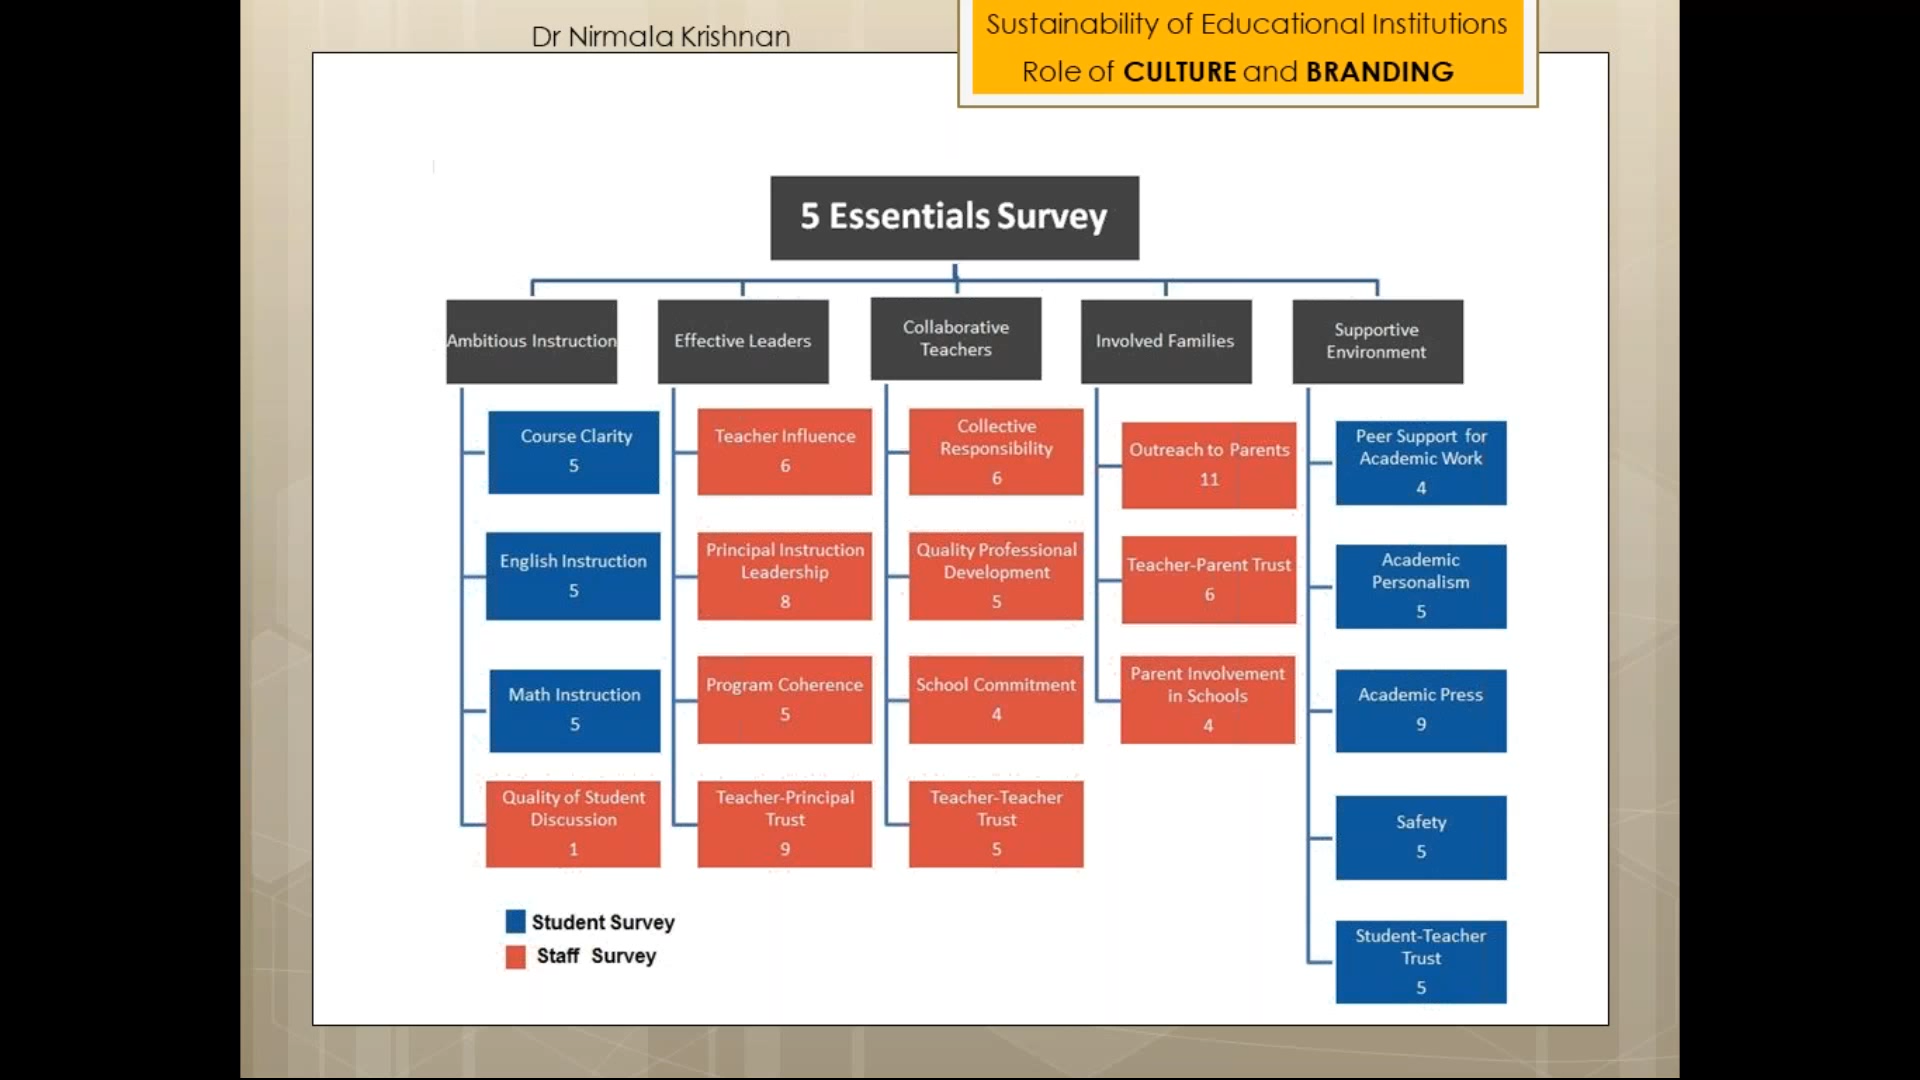 Dr Nirmala Krishnan
Sustainability of Educational Institutions
Role of CULTURE and BRANDING
5 Essentials Survey
Ambitious Instruction
Effective Leaders
Collaborative
Teachers
Involved Families
Supportive
Environment
Course Clarity
5
English Instruction
5
Math Instruction
5
Quality of Student
Discussion
1
Teacher Influence
6
Principal Instruction
Leadership
8
Program Coherence
5
Teacher-Principal
Trust
9
Collective
Responsibility
6
Quality Professional
Development
5
School Commitment
4
Teacher-Teacher
Trust
5
Outreach to Parents
11
Teacher-Parent Trust
6
Parent Involvement
in Schools
4
Peer Support for
Academic Work
4
Academic
Personalism
5
Academic Press
9
Safety
5
Student-Teacher
Trust
5
Student Survey
Staff Survey